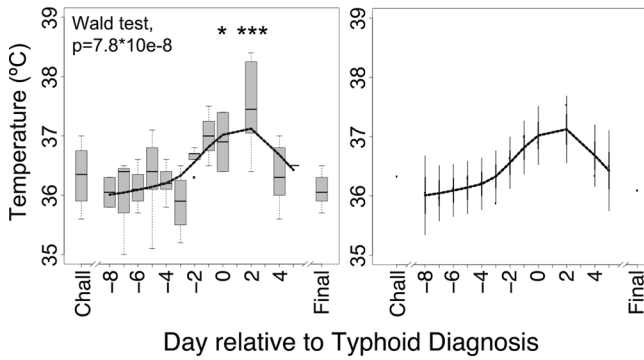 Wald test,
p=7.8*10e-8
* ***
Temperature (ºC)
39
38
37
36
35
39
38
37
36
35
Chall −8 −6 −4 −2 0 2 4 Final
Chall −8 −6 −4 −2 0 2 4 Final
Day relative to Typhoid Diagnosis